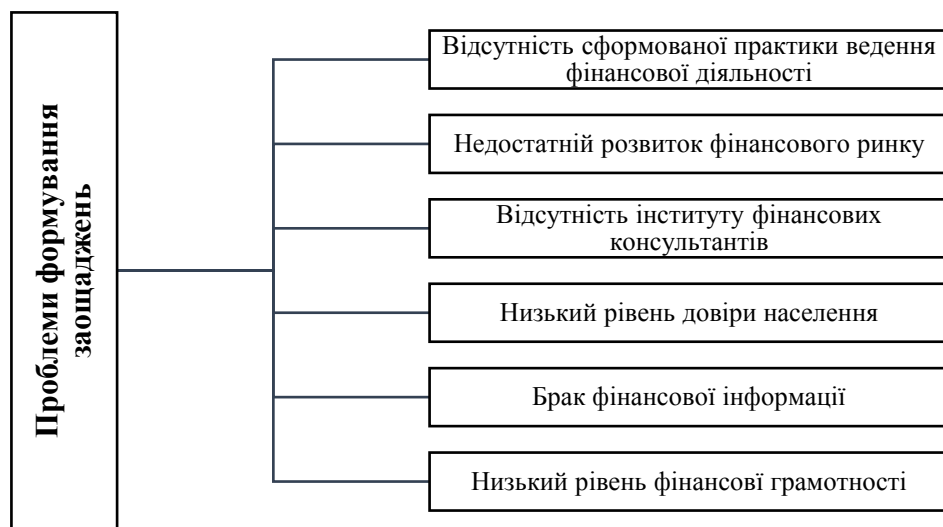 Проблеми формування
заощаджень
Відсутність сформованої практики ведення
фінансової діяльності
Недостатній розвиток фінансового ринку
Відсутність інституту фінансових
консультантів
Низький рівень довіри населення
Брак фінансової інформації
Низький рівень фінансові грамотності